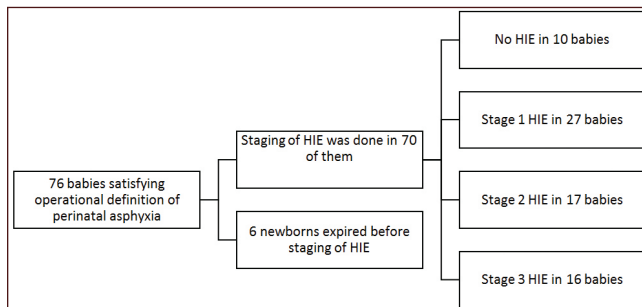 No HIE in 10 babies
Stage 1 HIE in 27 babies
Staging of HIE was done in 70
of them
76 babies satisfying
operational definition of
perinatal asphyxia
Stage 2 HIE in 17 babies
6 newborns expired before
staging of HIE
Stage 3 HIE in 16 babies